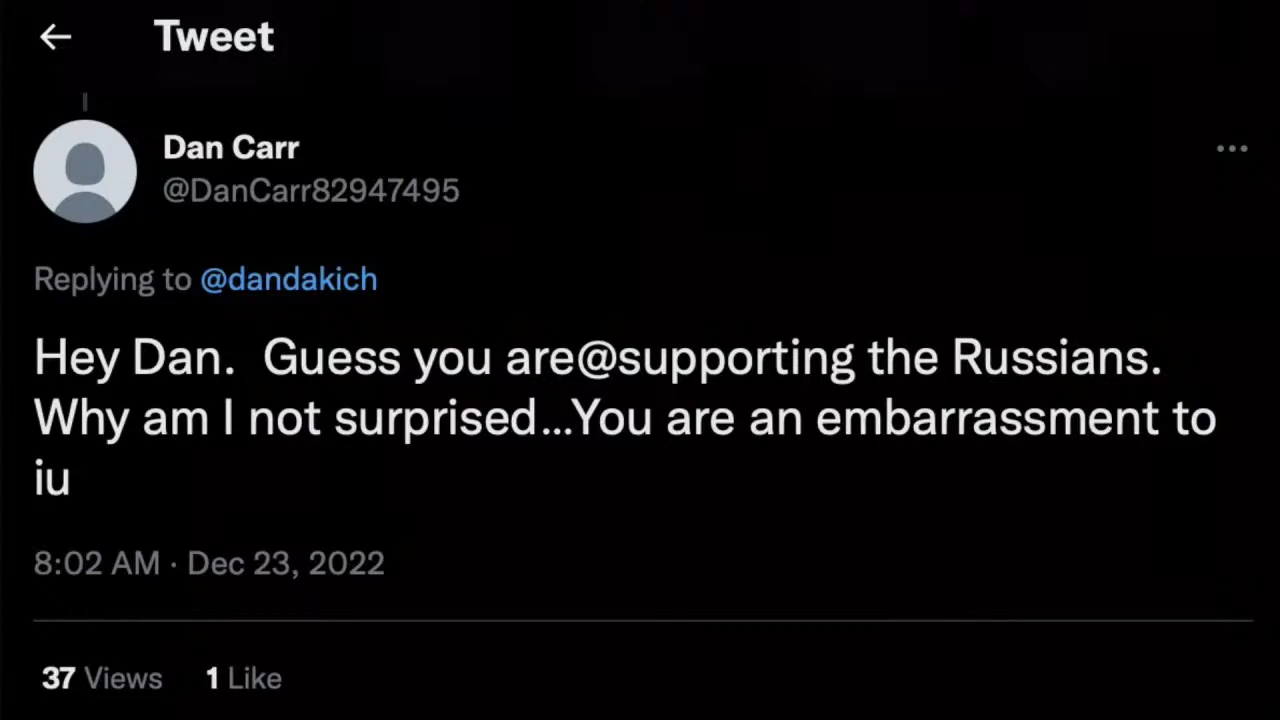 Tweet
Dan Carr
@DanCarr82947495
Replying to @dandakich
Hey Dan.  Guess you are@supporting the Russians.
Why am I not surprised...You are an embarrassment to
iu
8:02 AM · Dec 23, 2022
37 Views 1 Like